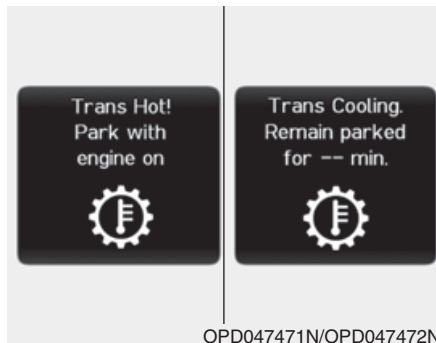 Trans Hot!
Park with
engine on
Trans Cooling.
Remain parked
for -- min.
OPD047471N/OPD047472N